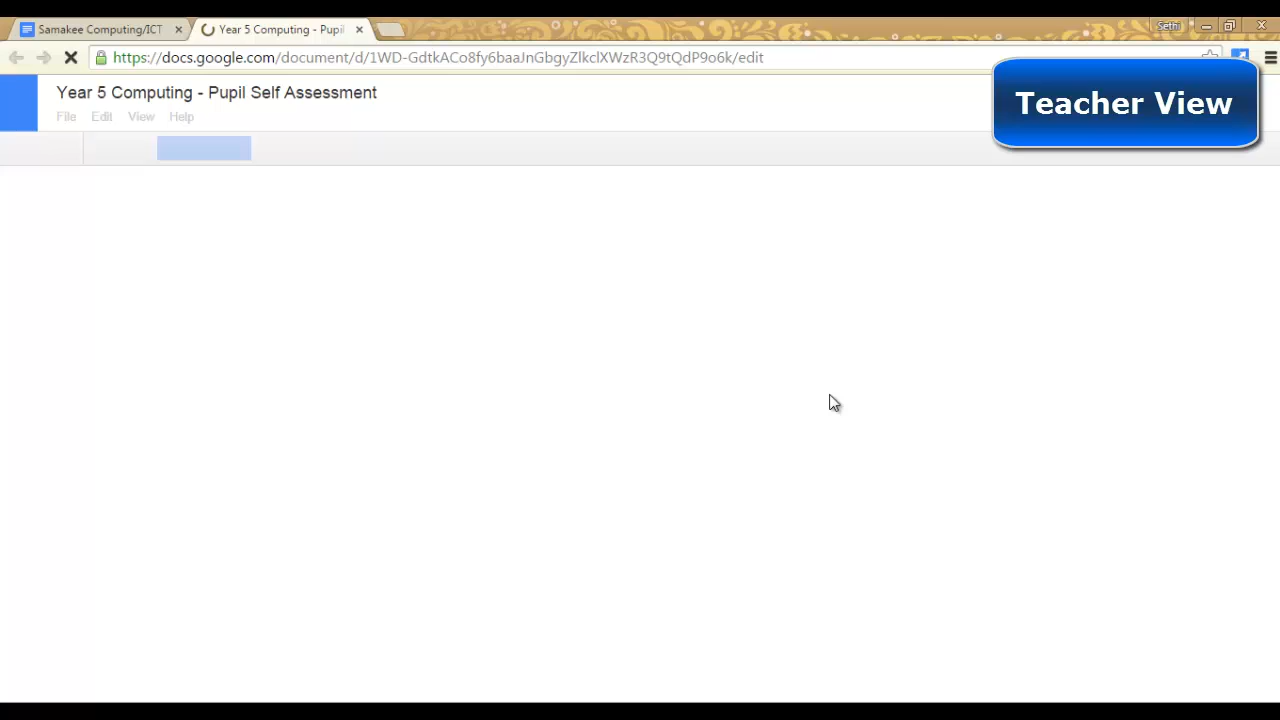 Samakee Computing/ICT
Year 5 Computing - Pupil
Sethi
https://docs.google.com/document/d/1WD-GdtkACo8fy6baaJnGbgyZlkclXWzR3Q9tQdP9o6k/edit
Year 5 Computing - Pupil Self Assessment
File Edit View Help
Teacher View